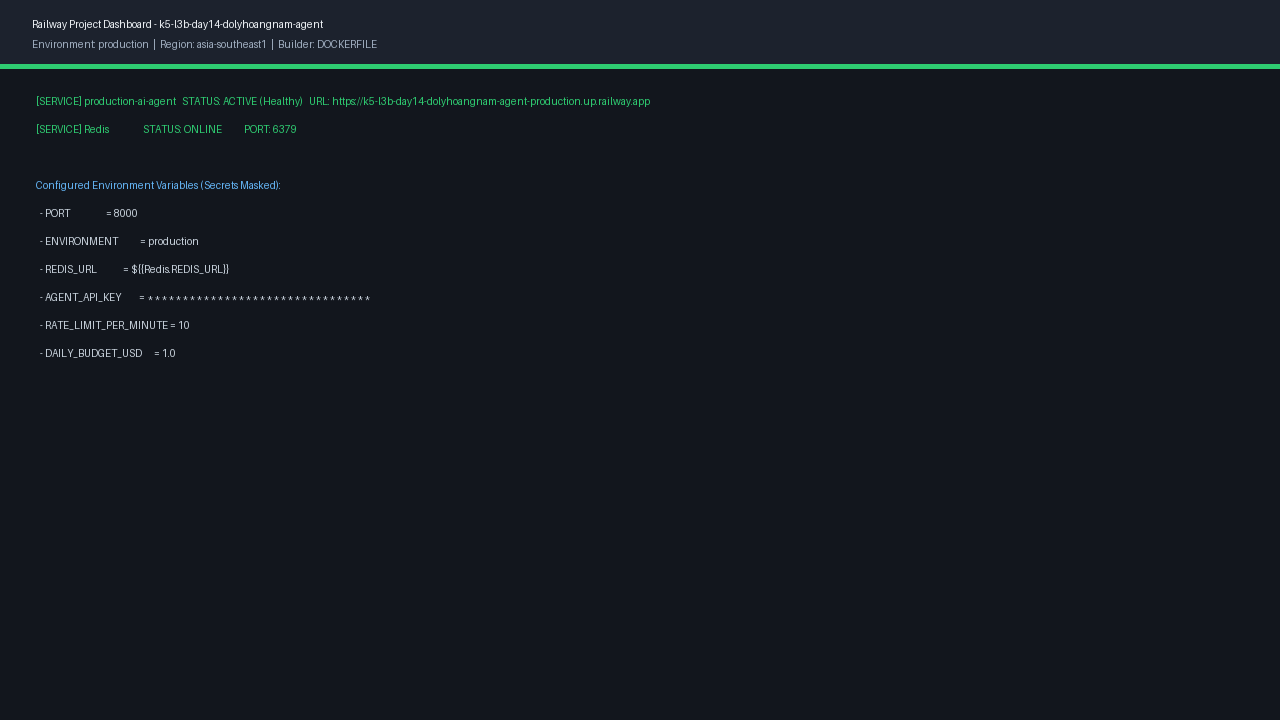 Railway Project Dashboard - k5-l3b-day14-dolyhoangnam-agent
Environment: production | Region: asia-southeast1 | Builder: DOCKERFILE
[SERVICE] production-ai-agent STATUS: ACTIVE (Healthy) URL: https://k5-l3b-day14-dolyhoangnam-agent-production.up.railway.app
[SERVICE] Redis STATUS: ONLINE PORT: 6379
Configured Environment Variables (Secrets Masked):
- PORT = 8000
- ENVIRONMENT = production
- REDIS_URL = ${{Redis.REDIS_URL}}
- AGENT_API_KEY = ********************************
- RATE_LIMIT_PER_MINUTE = 10
- DAILY_BUDGET_USD = 1.0